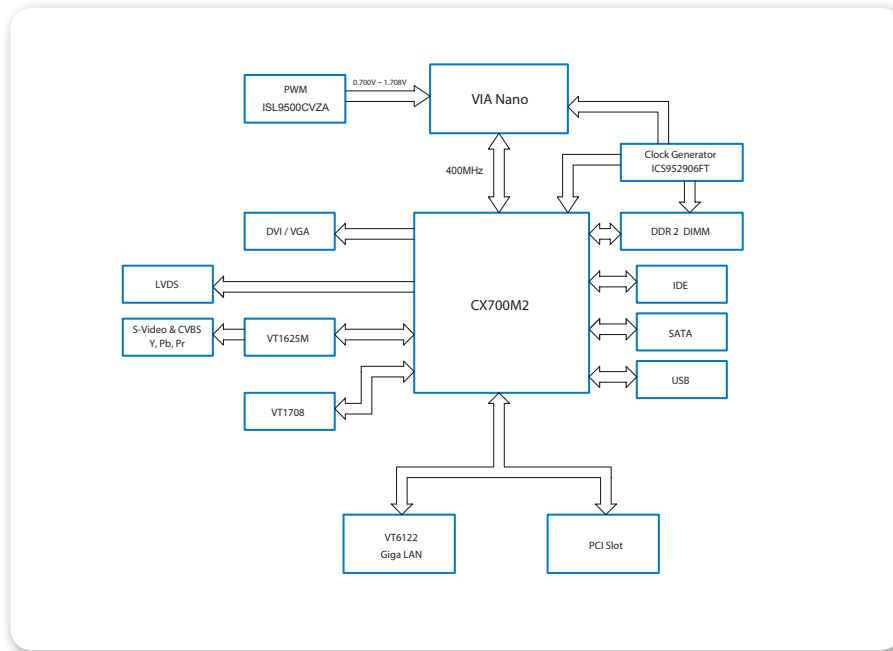 PWM
ISL9500CVZA
0.700V ~ 1.708V
VIA Nano
Clock Generator
ICS952906FT
400MHz
DVI / VGA
DDR 2 DIMM
LVDS
CX700M2
IDE
S-Video & CVBS
Y, Pb, Pr
VT1625M
SATA
USB
VT1708
VT6122
Giga LAN
PCI Slot